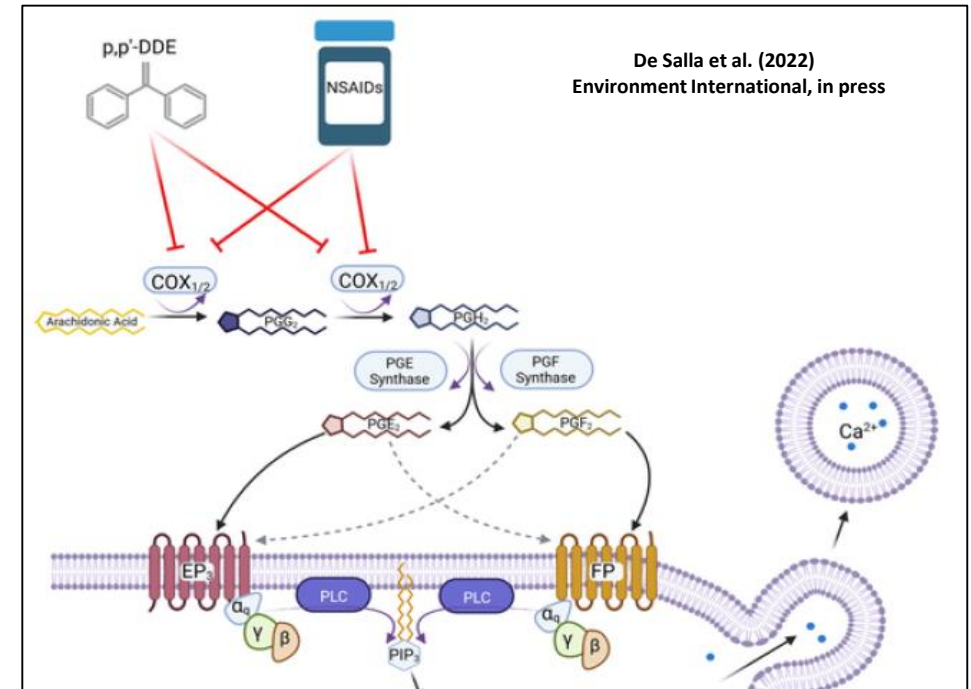 p,p'-DDE
NSAIDs
De Salla et al. (2022)
Environment International, in press
COX₁/₂
COX₁/₂
Arachidonic Acid
PGG₂
PGH₂
PGE
Synthase
PGF
Synthase
PGE₂
PGF₂
Ca²⁺
EP₃
FP
PLC
PLC
αq
γ
β
αq
γ
β
PIP₃